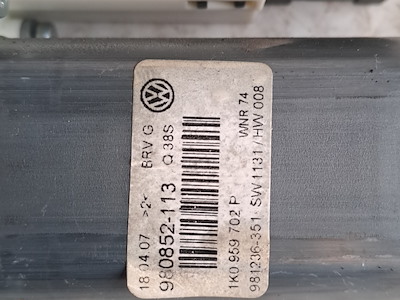 18.04.07 >2< BRV G
980852-113 Q 38S
1K0 959 702 P WNR 74
981236-351 SW1131/HW 008